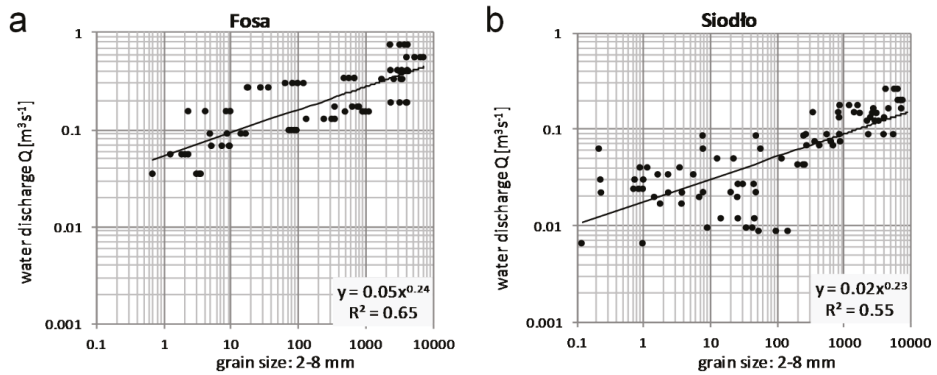 a
Fosa
water discharge Q [m³s⁻¹]
1
0.1
0.01
0.001
0.1
1
10
100
1000
10000
y = 0.05x^0.24
R² = 0.65
grain size: 2-8 mm
b
Siodło
water discharge Q [m³s⁻¹]
1
0.1
0.01
0.001
0.1
1
10
100
1000
10000
y = 0.02x^0.23
R² = 0.55
grain size: 2-8 mm